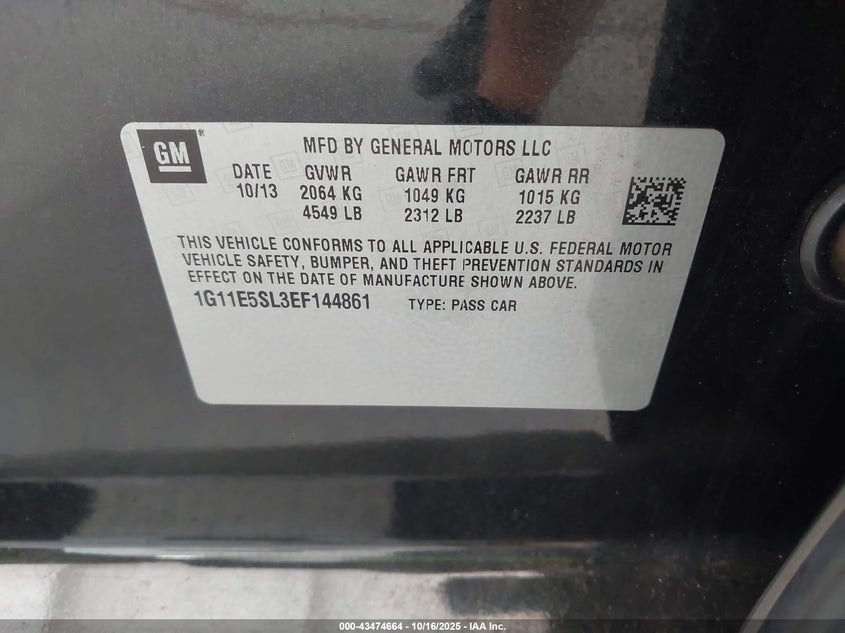 GM®
MFD BY GENERAL MOTORS LLC
DATE GVWR GAWR FRT GAWR RR
10/13 2064 KG 1049 KG 1015 KG
4549 LB 2312 LB 2237 LB
THIS VEHICLE CONFORMS TO ALL APPLICABLE U.S. FEDERAL MOTOR
VEHICLE SAFETY, BUMPER, AND THEFT PREVENTION STANDARDS IN
EFFECT ON THE DATE OF MANUFACTURE SHOWN ABOVE.
1G11E5SL3EF144861 TYPE: PASS CAR
000-43474664 | 10/16/2025 | IAA Inc.